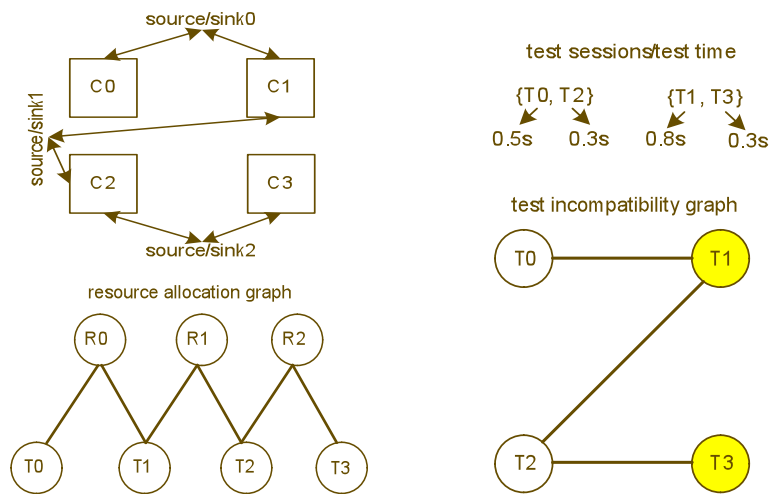 source/sink0
C0
C1
source/sink1
C2
C3
source/sink2
resource allocation graph
R0
R1
R2
T0
T1
T2
T3
test sessions/test time
{T0, T2}
{T1, T3}
0.5s
0.3s
0.8s
0.3s
test incompatibility graph
T0
T1
T2
T3